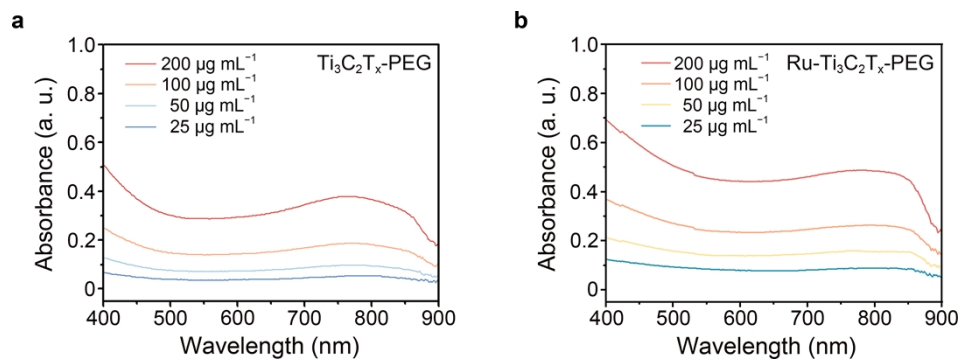 a
Ti₃C₂Tₓ-PEG
200 µg mL⁻¹
100 µg mL⁻¹
50 µg mL⁻¹
25 µg mL⁻¹
Absorbance (a. u.)
1.0
0.8
0.6
0.4
0.2
0
400 500 600 700 800 900
Wavelength (nm)
b
Ru-Ti₃C₂Tₓ-PEG
200 µg mL⁻¹
100 µg mL⁻¹
50 µg mL⁻¹
25 µg mL⁻¹
Absorbance (a. u.)
1.0
0.8
0.6
0.4
0.2
0
400 500 600 700 800 900
Wavelength (nm)